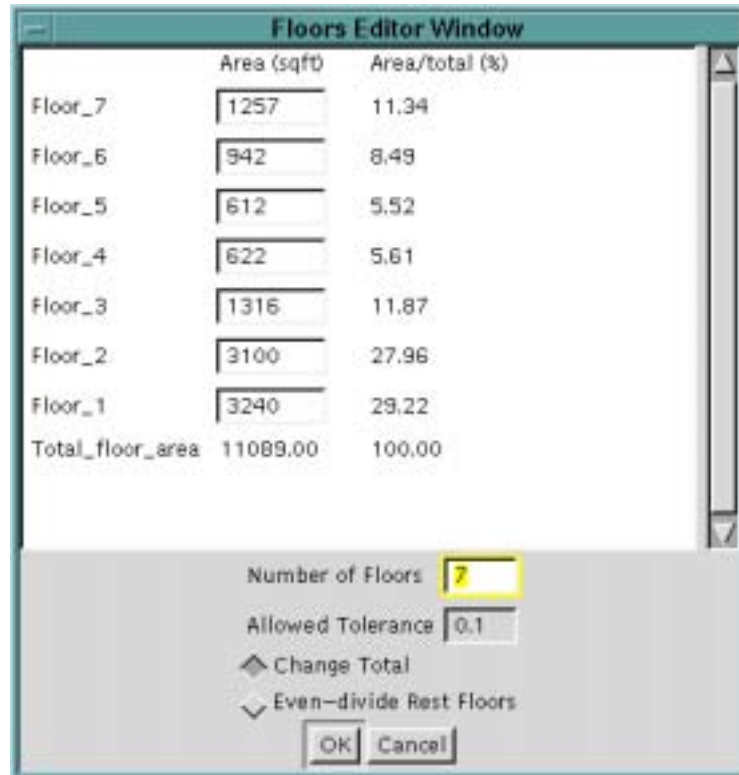 Floors Editor Window
Area (sqft) Area/total (%)
Floor_7 1257 11.34
Floor_6 942 8.49
Floor_5 612 5.52
Floor_4 622 5.61
Floor_3 1316 11.87
Floor_2 3100 27.96
Floor_1 3240 29.22
Total_floor_area 11089.00 100.00
Number of Floors 7
Allowed Tolerance 0.1
Change Total
Even-divide Rest Floors
OK Cancel